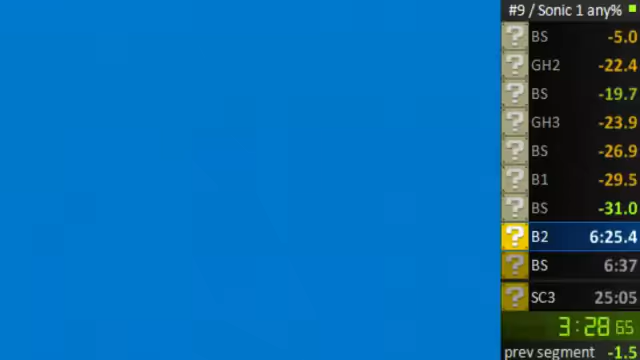 #9 / Sonic 1 any%
? BS -5.0
? GH2 -22.4
? BS -19.7
? GH3 -23.9
? BS -26.9
? B1 -29.5
? BS -31.0
? B2 6:25.4
? BS 6:37
? SC3 25:05
3:28 65
prev segment -1.5